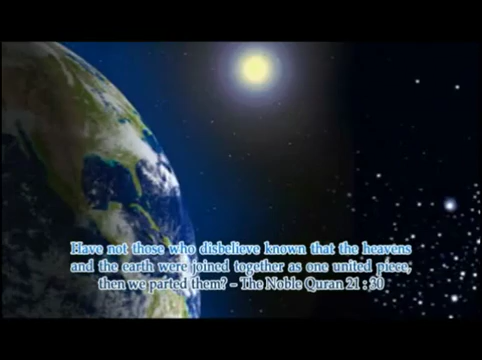 Have not those who disbelieve known that the heavens
and the earth were joined together as one united piece,
then we parted them? - The Noble Quran 21 : 30